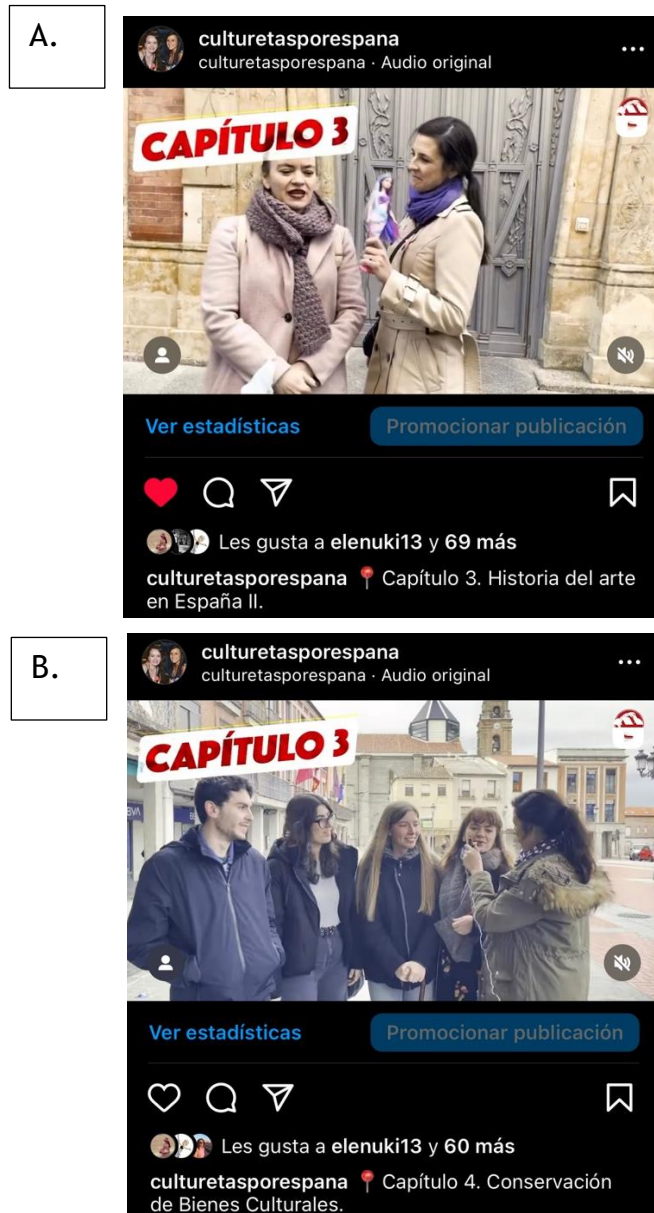 A.
culturetasporespana
culturetasporespana · Audio original
CAPÍTULO 3
Ver estadísticas
Promocionar publicación
Les gusta a elenuki13 y 69 más
culturetasporespana 📍 Capítulo 3. Historia del arte
en España II.
B.
culturetasporespana
culturetasporespana · Audio original
CAPÍTULO 3
BBVA
Ver estadísticas
Promocionar publicación
Les gusta a elenuki13 y 60 más
culturetasporespana 📍 Capítulo 4. Conservación
de Bienes Culturales.